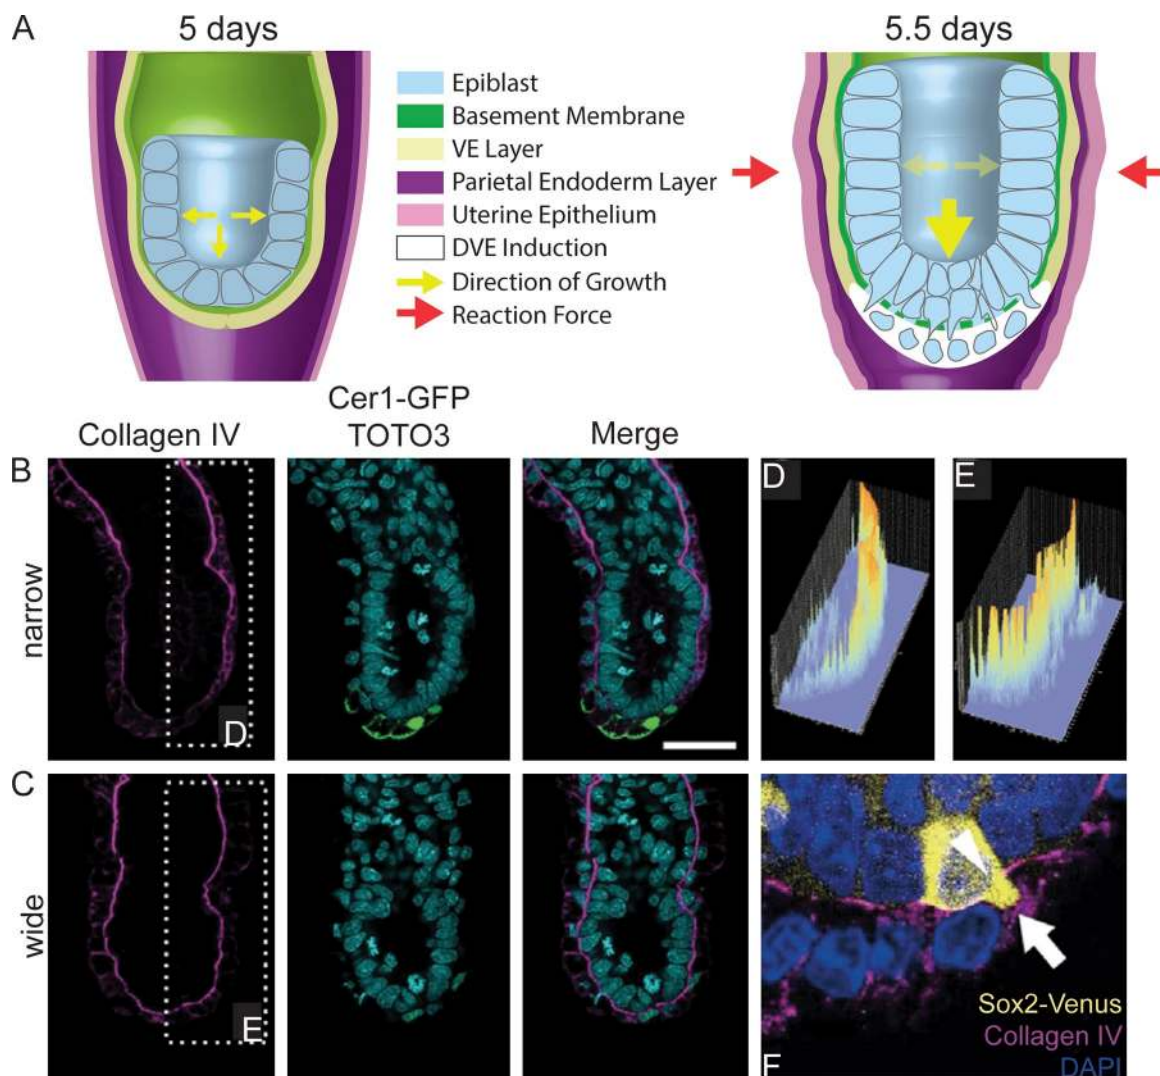 A
5 days
5.5 days
Epiblast
Basement Membrane
VE Layer
Parietal Endoderm Layer
Uterine Epithelium
DVE Induction
Direction of Growth
Reaction Force
Collagen IV
Cer1-GFP
TOTO3
Merge
B
narrow
D
D
E
C
wide
E
Sox2-Venus
Collagen IV
DAPI
F